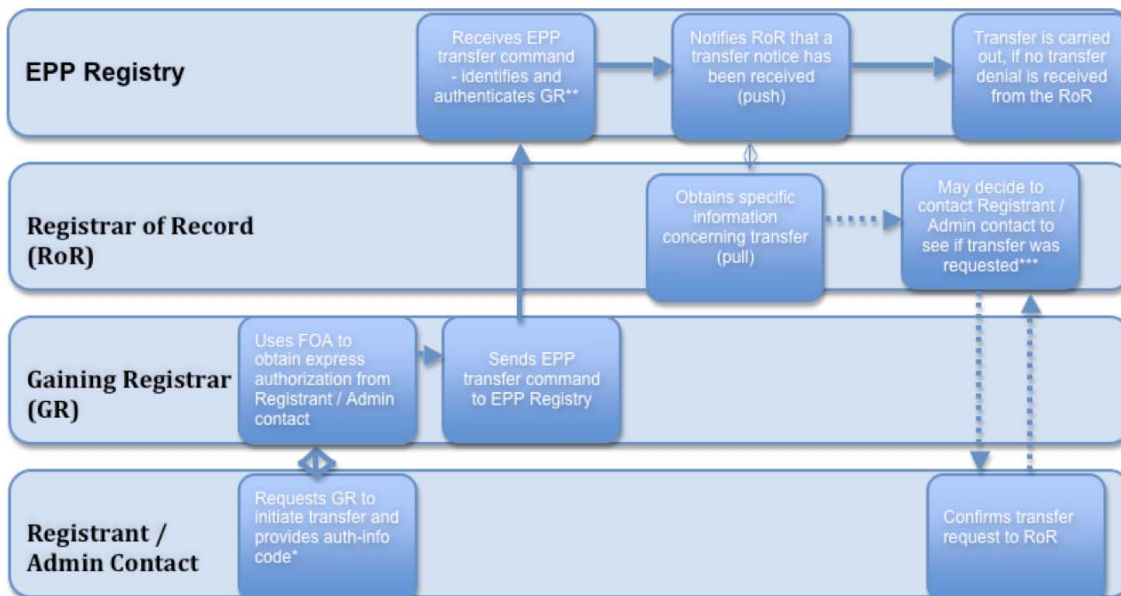 EPP Registry
Receives EPP
transfer command
- identifies and
authenticates GR**
Notifies RoR that a
transfer notice has
been received
(push)
Transfer is carried
out, if no transfer
denial is received
from the RoR
Registrar of Record
(RoR)
Obtains specific
information
concerning transfer
(pull)
May decide to
contact Registrant /
Admin contact to
see if transfer was
requested***
Gaining Registrar
(GR)
Uses FOA to
obtain express
authorization from
Registrant / Admin
contact
Sends EPP
transfer command
to EPP Registry
Registrant /
Admin Contact
Requests GR to
initiate transfer and
provides auth-info
code*
Confirms transfer
request to RoR